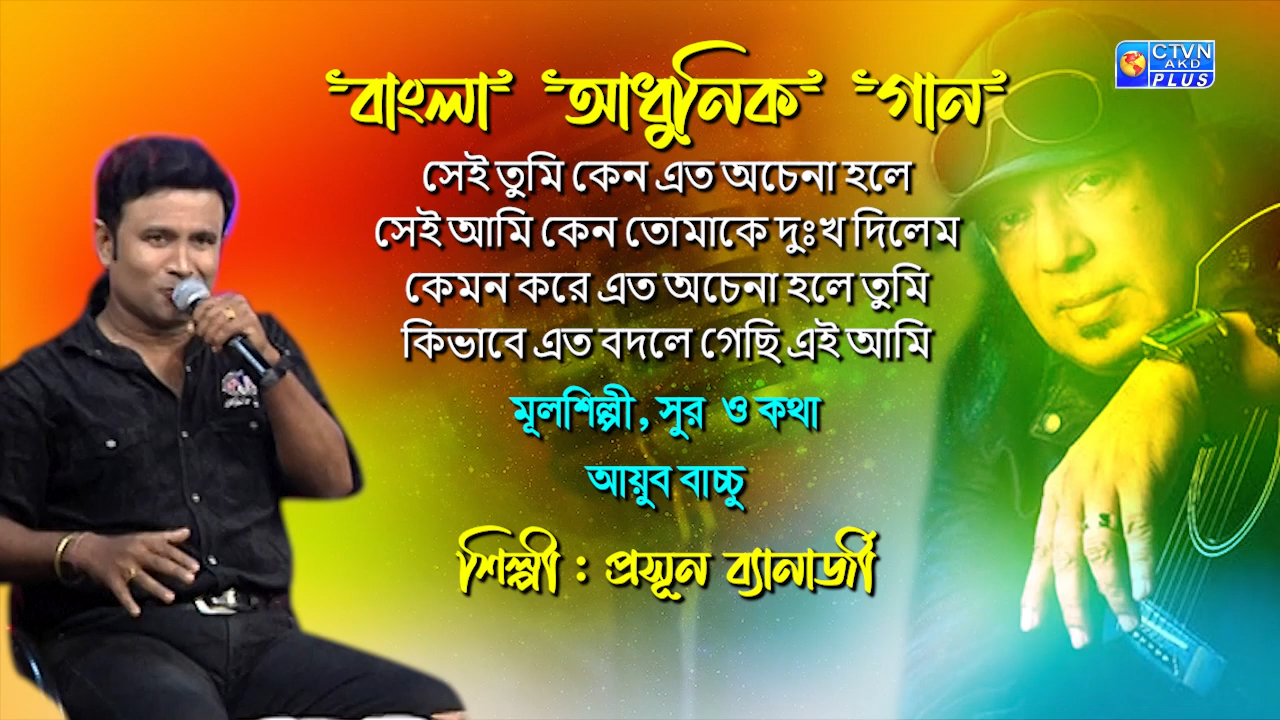 CTVN
AKD
PLUS
বাংলা আধুনিক গান
সেই তুমি কেন এত অচেনা হলে
সেই আমি কেন তোমাকে দুঃখ দিলেম
কেমন করে এত অচেনা হলে তুমি
কিভাবে এত বদলে গেছি এই আমি
মূলশিল্পী, সুর ও কথা
আয়ুব বাচ্চু
শিল্পী : প্রসূন ব্যানার্জী